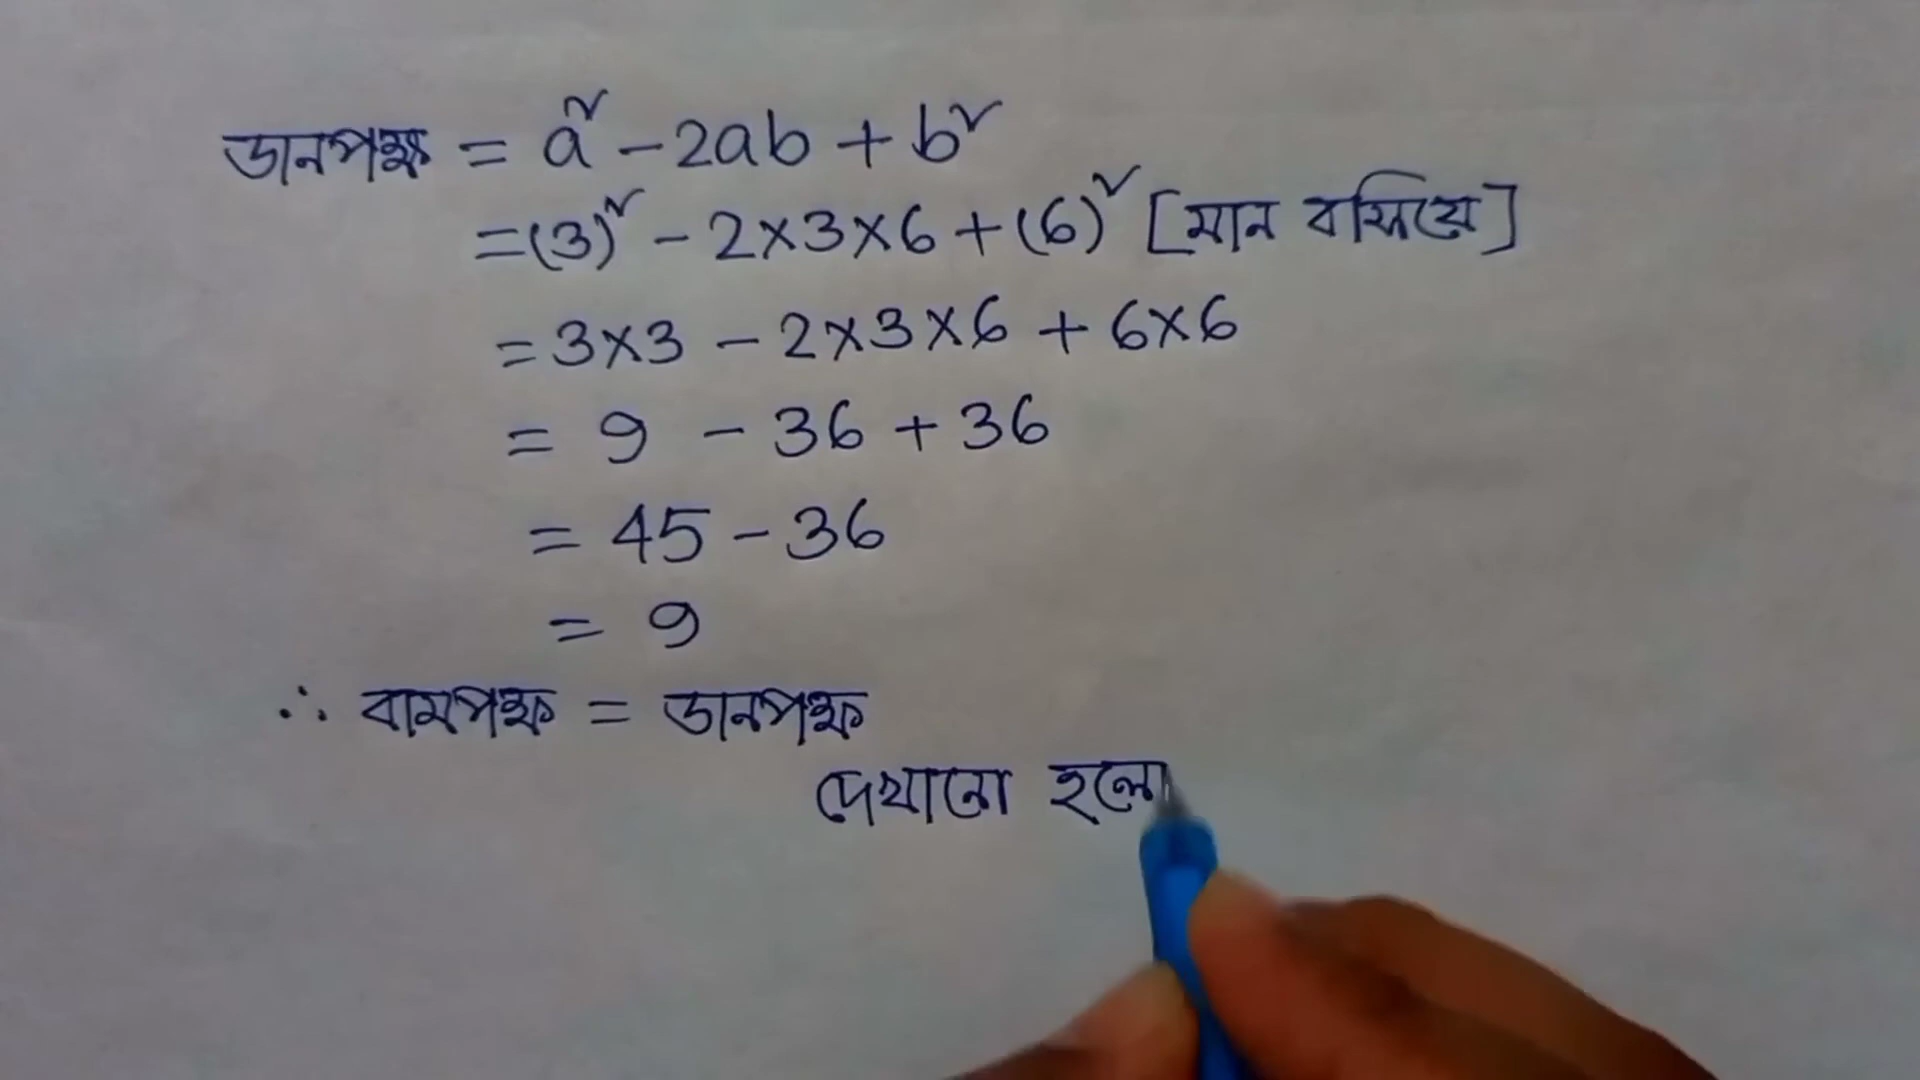 ডানপক্ষ = a² - 2ab + b²
= (3)² - 2×3×6 + (6)² [মান বসিয়ে]
= 3×3 - 2×3×6 + 6×6
= 9 - 36 + 36
= 45 - 36
= 9
∴ বামপক্ষ = ডানপক্ষ
দেখানো হলো